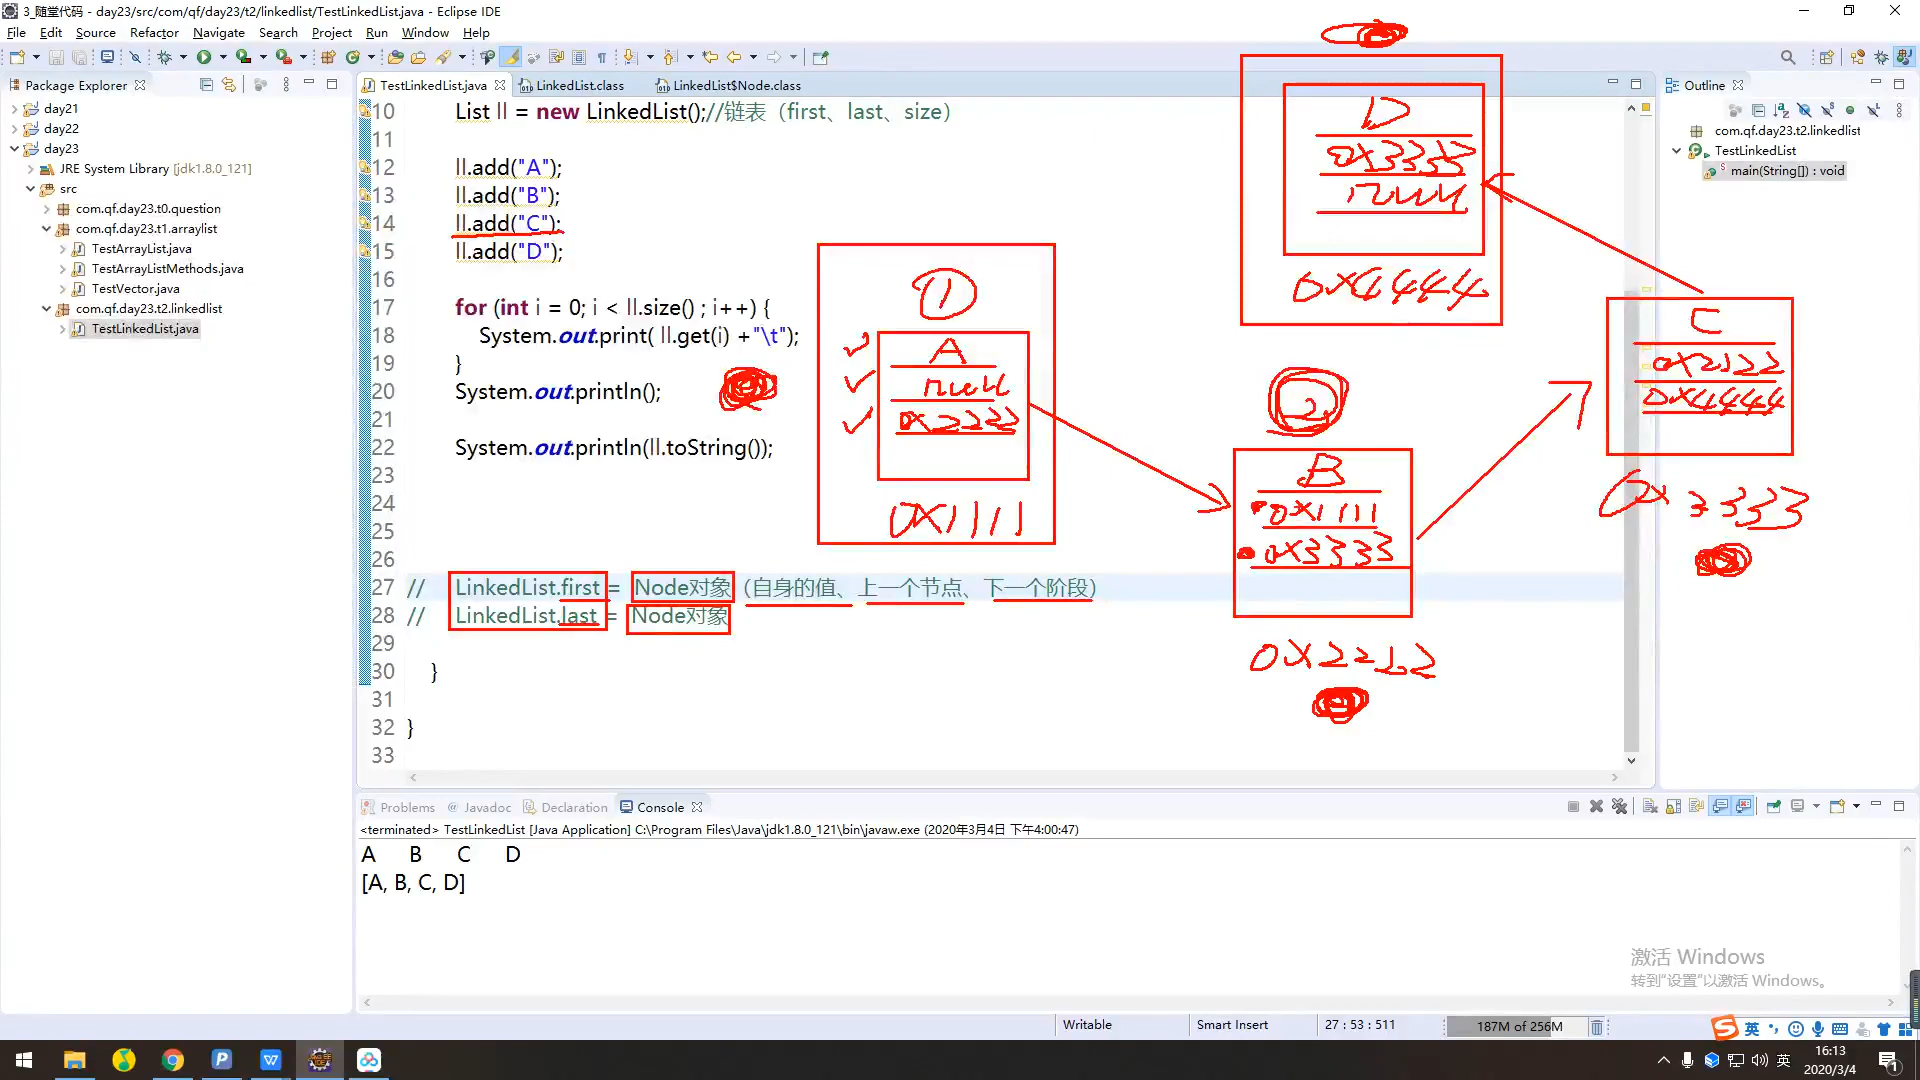 3_随堂代码 - day23/src/com/qf/day23/t2/linkedlist/TestLinkedList.java - Eclipse IDE
File Edit Source Refactor Navigate Search Project Run Window Help
Package Explorer
day21
day22
day23
JRE System Library [jdk1.8.0_121]
src
com.qf.day23.t0.question
com.qf.day23.t1.arraylist
TestArrayList.java
TestArrayListMethods.java
TestVector.java
com.qf.day23.t2.linkedlist
TestLinkedList.java
TestLinkedList.java LinkedList.class LinkedList$Node.class
10 List ll = new LinkedList();//链表（first、last、size）
11
12 ll.add("A");
13 ll.add("B");
14 ll.add("C");
15 ll.add("D");
16
17 for (int i = 0; i < ll.size() ; i++) {
18 System.out.print( ll.get(i) +"\t");
19 }
20 System.out.println();
21
22 System.out.println(ll.toString());
23
24
25
26
27 // LinkedList.first = Node对象（自身的值、上一个节点、下一个阶段）
28 // LinkedList.last = Node对象
29
30 }
31
32 }
33
1
A
null
0x2222
0x1111
2
B
0x1111
0x3333
0x2222
C
0x2122
0x4444
0x3333
D
0x3333
null
0x4444
Outline
com.qf.day23.t2.linkedlist
TestLinkedList
main(String[]) : void
Problems Javadoc Declaration Console
<terminated> TestLinkedList [Java Application] C:\Program Files\Java\jdk1.8.0_121\bin\javaw.exe (2020年3月4日 下午4:00:47)
A B C D
[A, B, C, D]
激活 Windows
转到“设置”以激活 Windows。
Writable Smart Insert 27 : 53 : 511 187M of 256M
英
英
16:13
2020/3/4